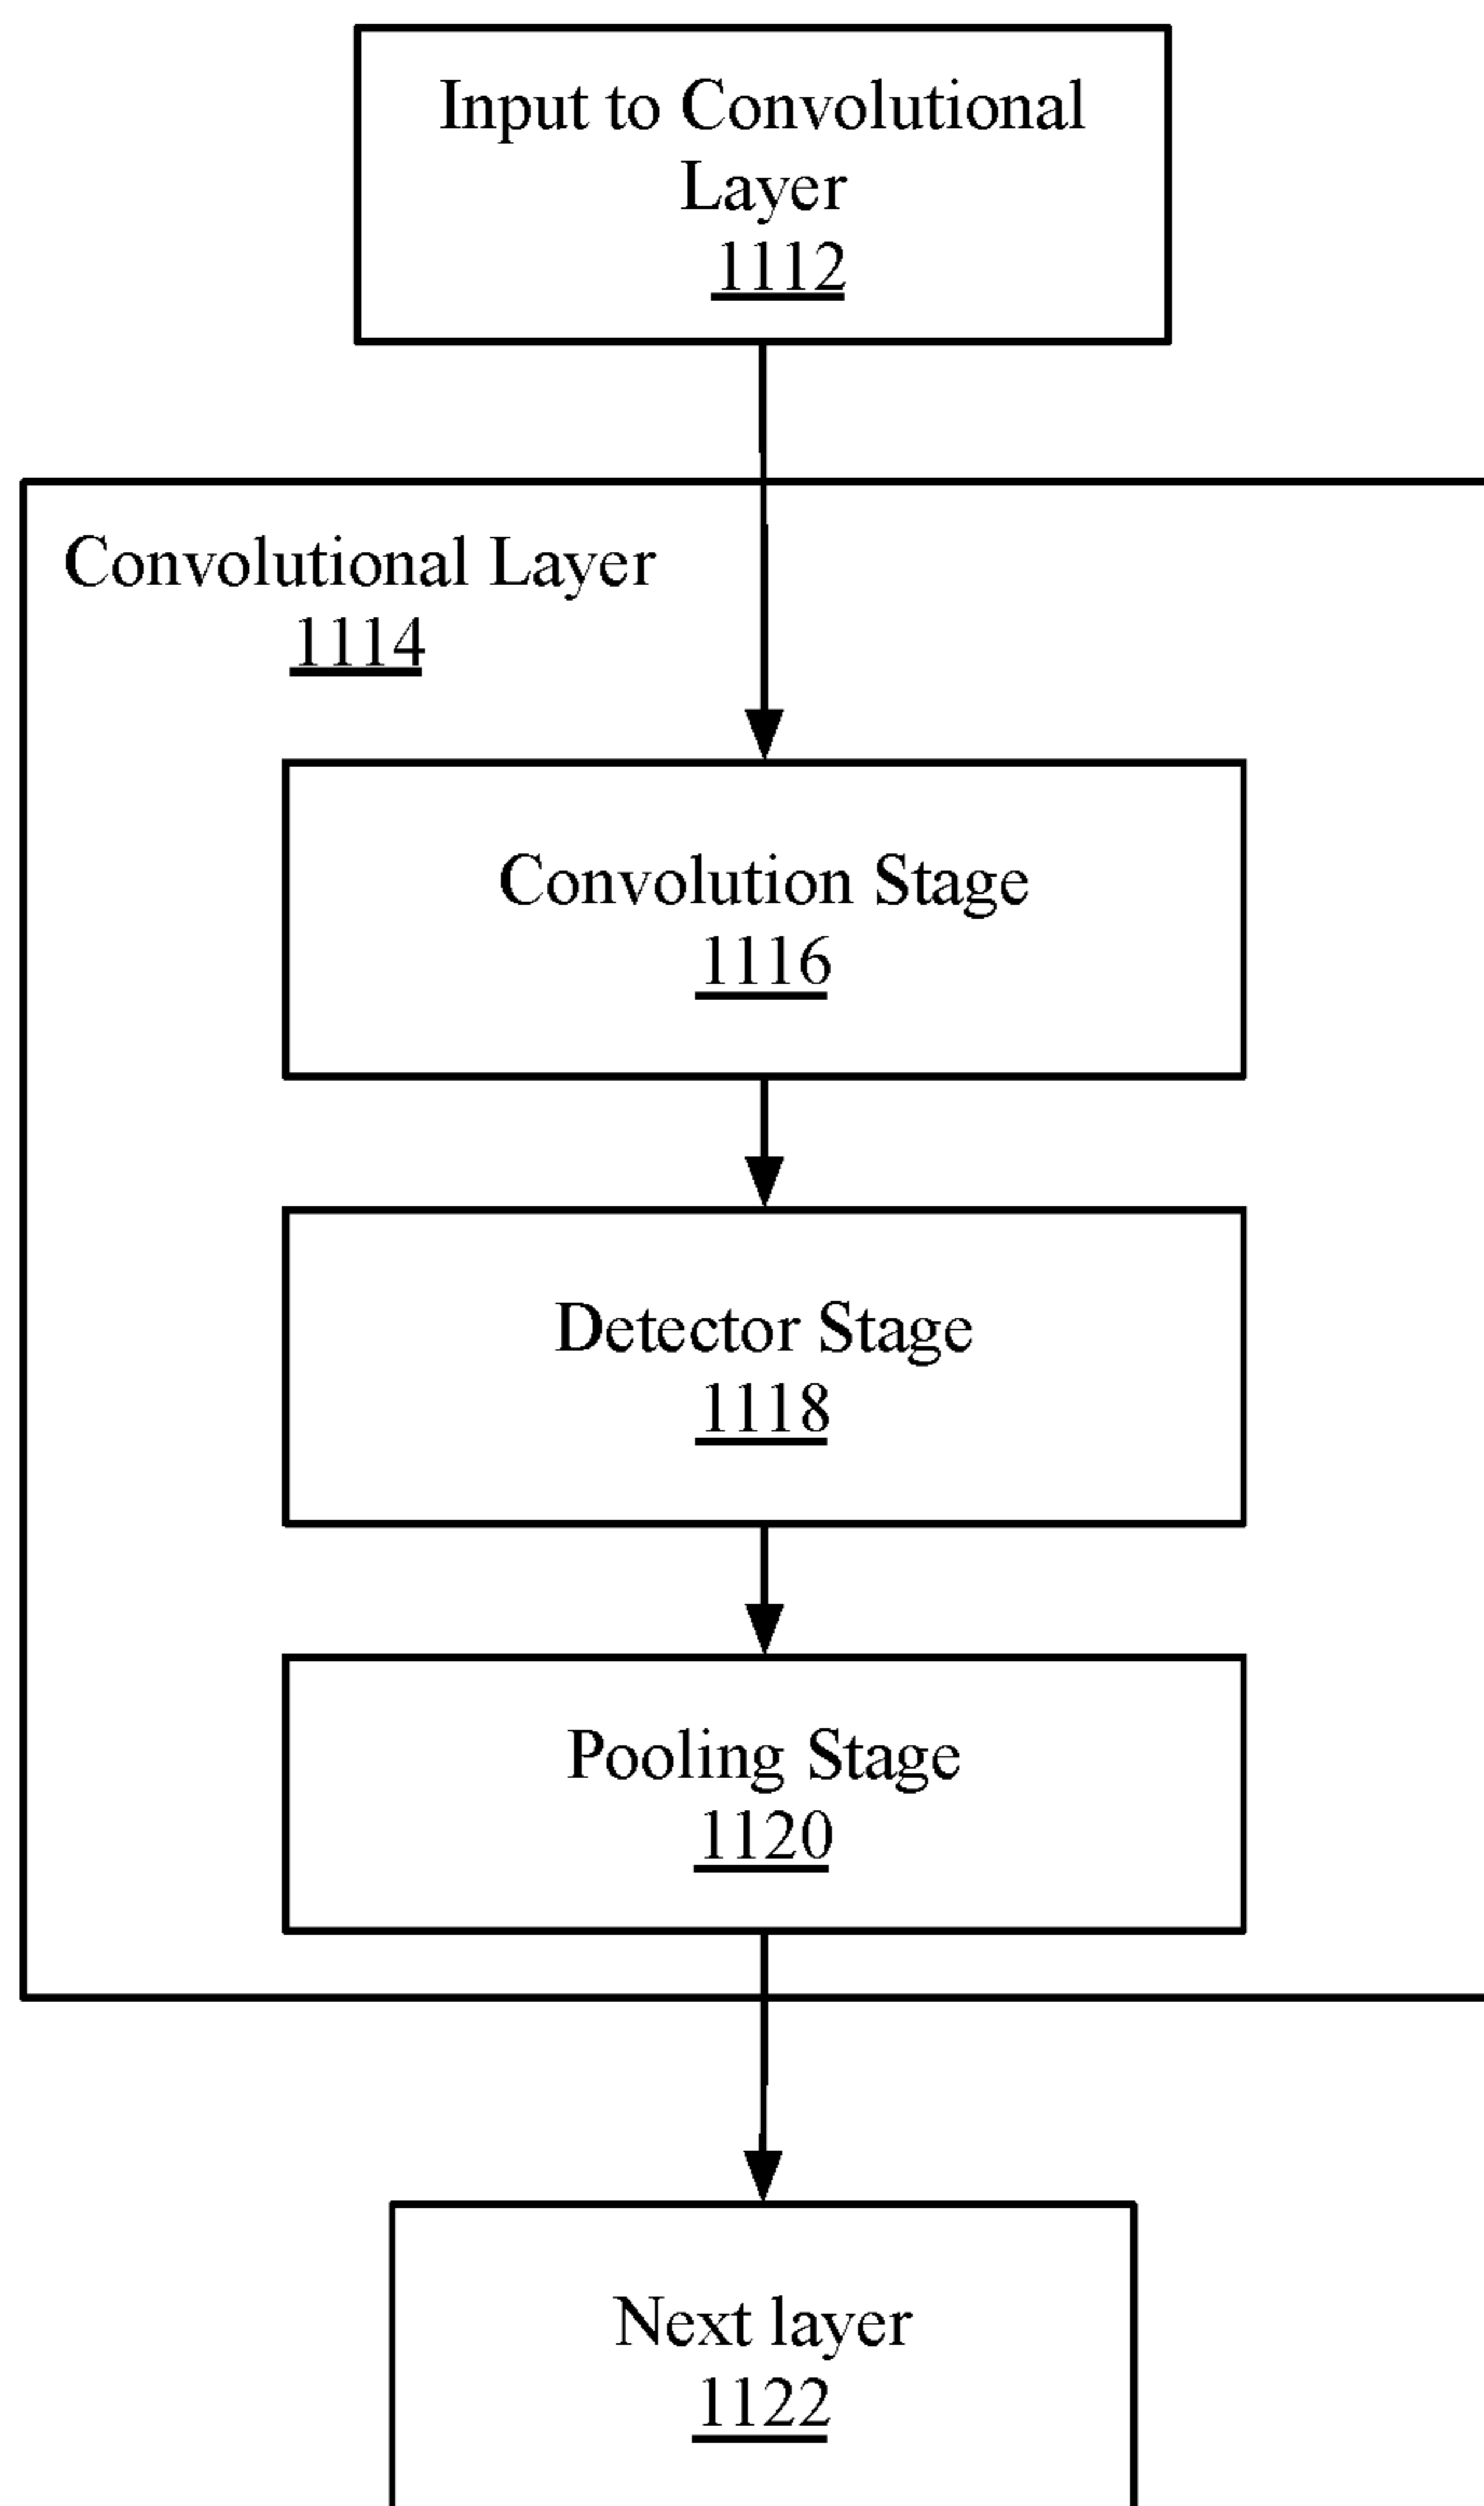 Input to Convolutional
Layer
1112
Convolutional Layer
1114
Convolution Stage
1116
Detector Stage
1118
Pooling Stage
1120
Next layer
1122